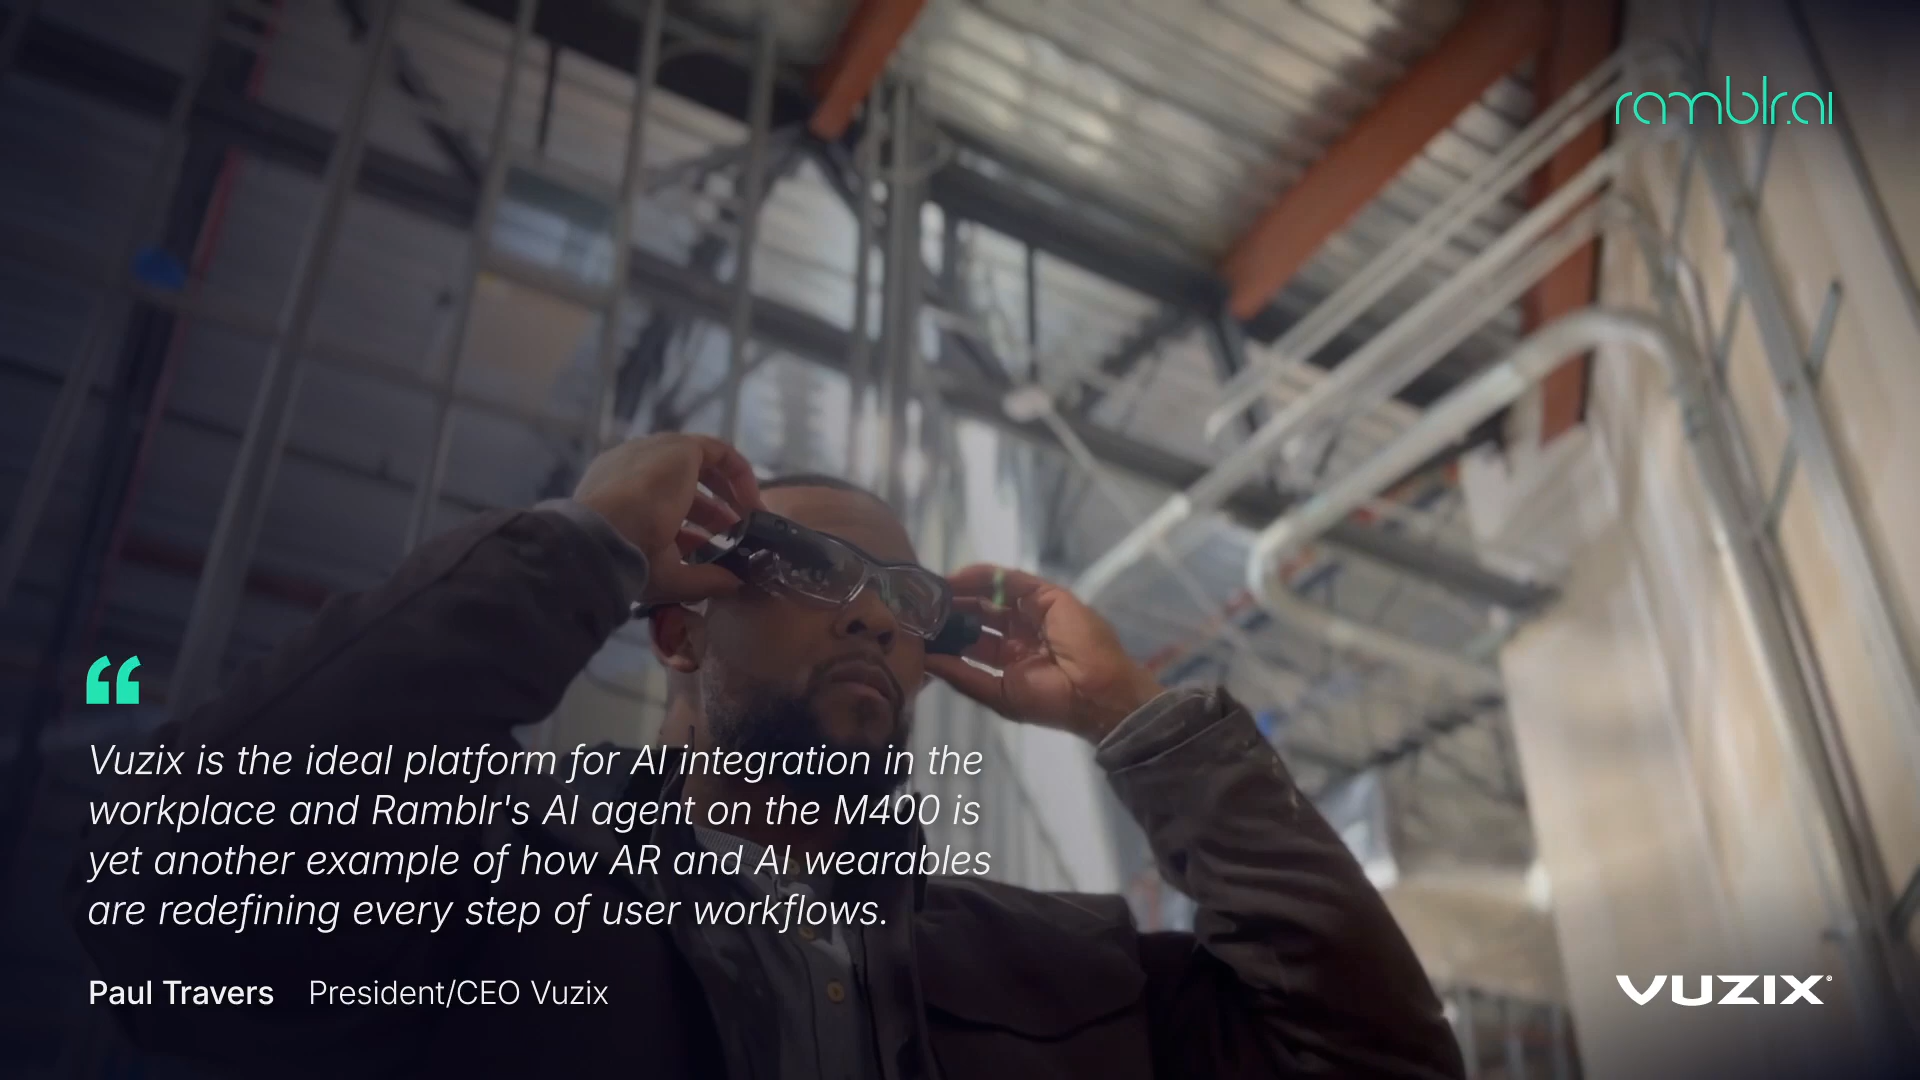 ramblr.ai
“
Vuzix is the ideal platform for AI integration in the
workplace and Ramblr's AI agent on the M400 is
yet another example of how AR and AI wearables
are redefining every step of user workflows.
Paul Travers President/CEO Vuzix
VUZIX®